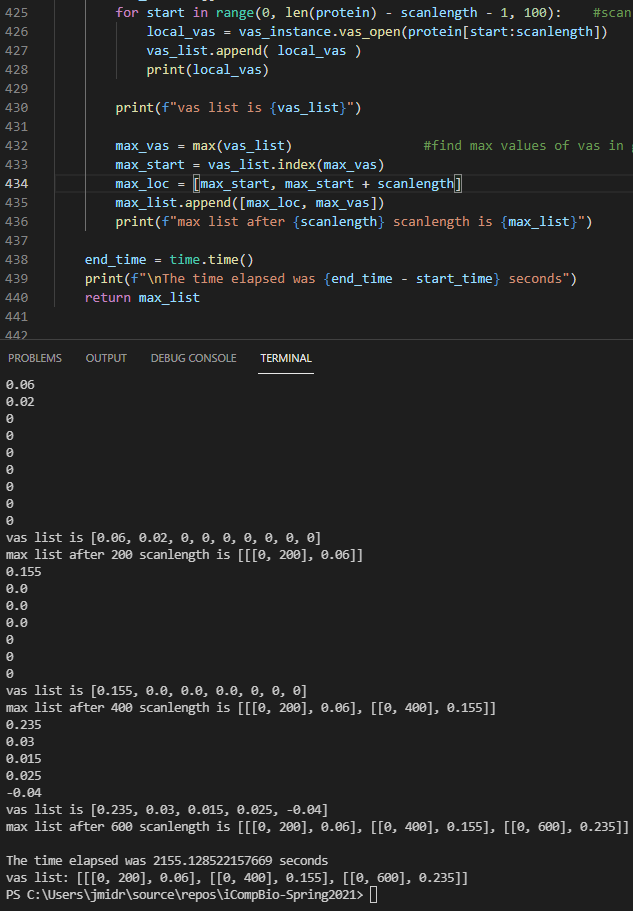 425 for start in range(0, len(protein) - scanlength - 1, 100): #scan
426 local_vas = vas_instance.vas_open(protein[start:scanlength])
427 vas_list.append( local_vas )
428 print(local_vas)
429
430 print(f"vas list is {vas_list}")
431
432 max_vas = max(vas_list) #find max values of vas in
433 max_start = vas_list.index(max_vas)
434 max_loc = [max_start, max_start + scanlength]
435 max_list.append([max_loc, max_vas])
436 print(f"max list after {scanlength} scanlength is {max_list}")
437
438 end_time = time.time()
439 print(f"\nThe time elapsed was {end_time - start_time} seconds")
440 return max_list
441
442
PROBLEMS OUTPUT DEBUG CONSOLE TERMINAL
0.06
0.02
0
0
0
0
0
0
0
vas list is [0.06, 0.02, 0, 0, 0, 0, 0, 0, 0]
max list after 200 scanlength is [[[0, 200], 0.06]]
0.155
0.0
0.0
0.0
0
0
0
vas list is [0.155, 0.0, 0.0, 0.0, 0, 0, 0]
max list after 400 scanlength is [[[0, 200], 0.06], [[0, 400], 0.155]]
0.235
0.03
0.015
0.025
-0.04
vas list is [0.235, 0.03, 0.015, 0.025, -0.04]
max list after 600 scanlength is [[[0, 200], 0.06], [[0, 400], 0.155], [[0, 600], 0.235]]
The time elapsed was 2155.128522157669 seconds
vas list: [[[0, 200], 0.06], [[0, 400], 0.155], [[0, 600], 0.235]]
PS C:\Users\jmidr\source\repos\iCompBio-Spring2021>